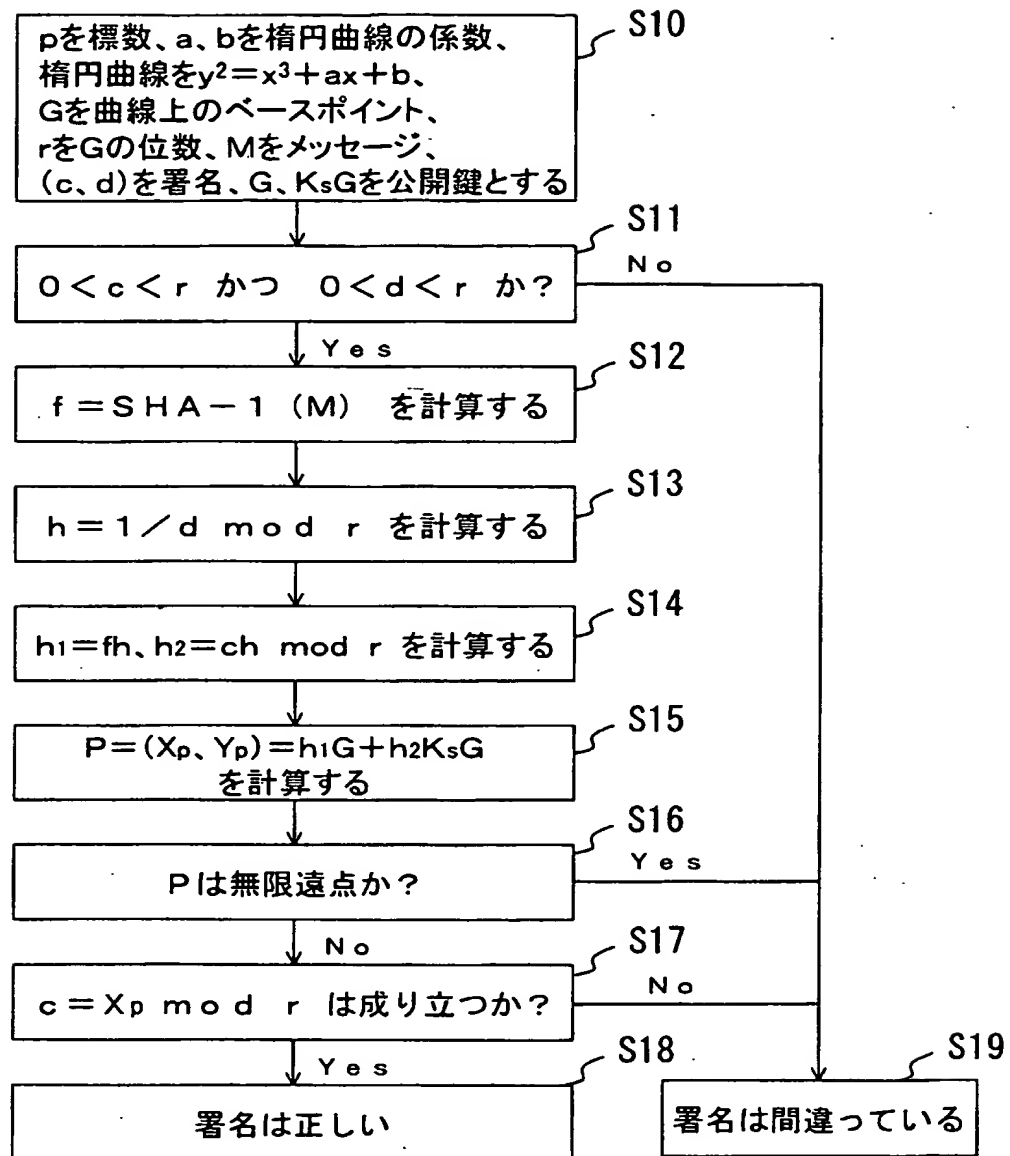 S10
pを標数、a、bを楕円曲線の係数、
楕円曲線をy²=x³+ax+b、
Gを曲線上のベースポイント、
rをGの位数、Mをメッセージ、
(c、d)を署名、G、KsGを公開鍵とする
S11
0<c<r かつ 0<d<r か?
No
Yes
S12
f=SHA-1(M) を計算する
S13
h=1/d mod r を計算する
S14
h1=fh、h2=ch mod r を計算する
S15
P=(Xp、Yp)=h1G+h2KsG
を計算する
S16
Pは無限遠点か?
Yes
No
S17
c=Xp mod r は成り立つか?
No
Yes
S18
署名は正しい
S19
署名は間違っている